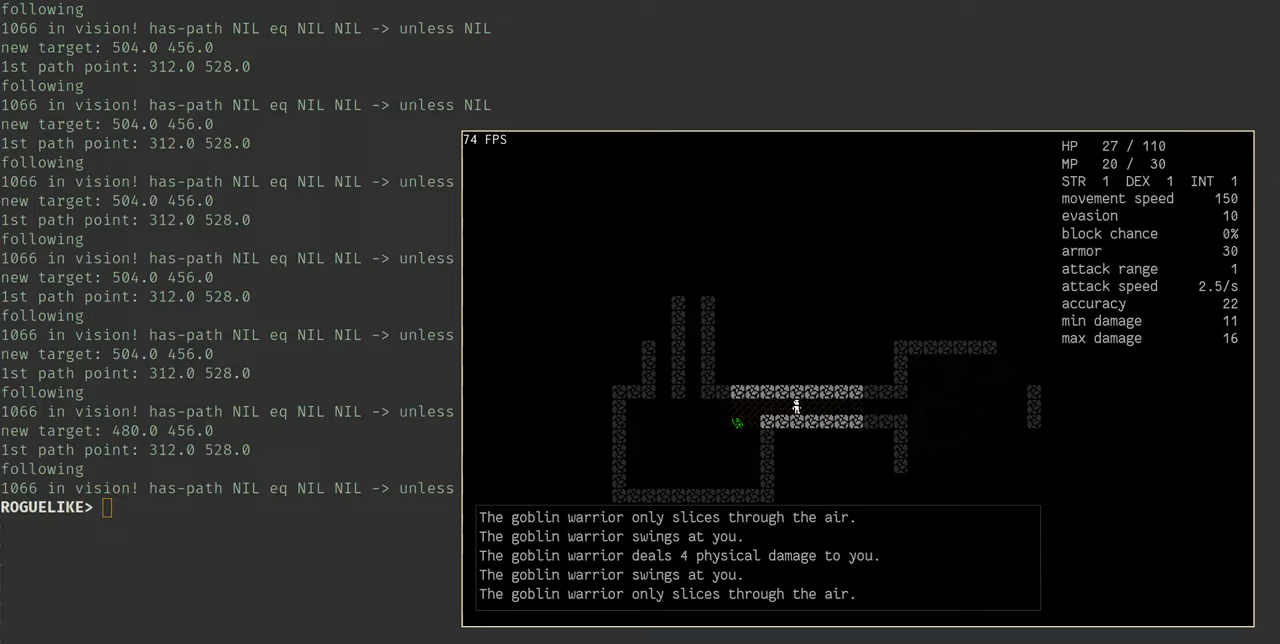 following
1066 in vision! has-path NIL eq NIL NIL -> unless NIL
new target: 504.0 456.0
1st path point: 312.0 528.0
following
1066 in vision! has-path NIL eq NIL NIL -> unless NIL
new target: 504.0 456.0
1st path point: 312.0 528.0
following
1066 in vision! has-path NIL eq NIL NIL -> unless
new target: 504.0 456.0
1st path point: 312.0 528.0
following
1066 in vision! has-path NIL eq NIL NIL -> unless
new target: 504.0 456.0
1st path point: 312.0 528.0
following
1066 in vision! has-path NIL eq NIL NIL -> unless
new target: 504.0 456.0
1st path point: 312.0 528.0
following
1066 in vision! has-path NIL eq NIL NIL -> unless
new target: 480.0 456.0
1st path point: 312.0 528.0
following
1066 in vision! has-path NIL eq NIL NIL -> unless
ROGUELIKE>
74 FPS
HP 27 / 110
MP 20 / 30
STR 1 DEX 1 INT 1
movement speed 150
evasion 10
block chance 0%
armor 30
attack range 1
attack speed 2.5/s
accuracy 22
min damage 11
max damage 16
The goblin warrior only slices through the air.
The goblin warrior swings at you.
The goblin warrior deals 4 physical damage to you.
The goblin warrior swings at you.
The goblin warrior only slices through the air.